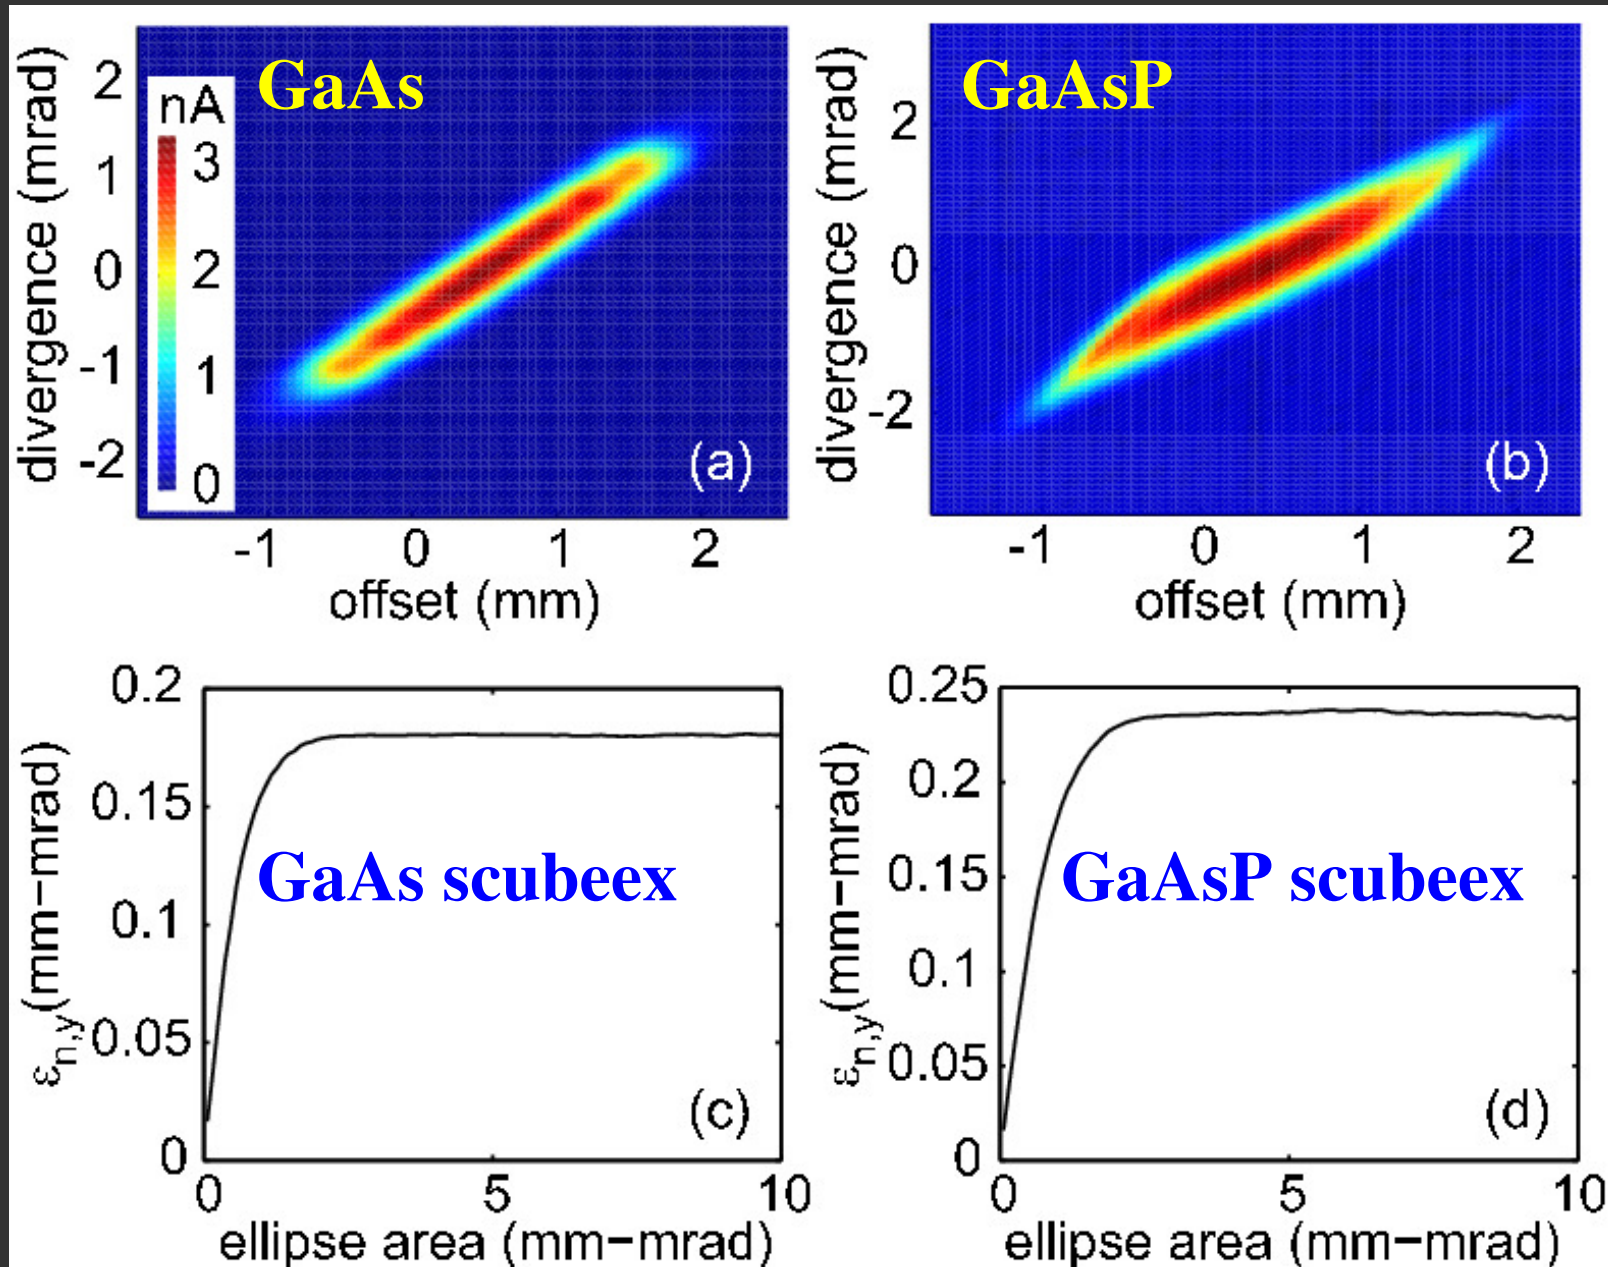 GaAs
nA
3
2
1
0
divergence (mrad)
2
1
0
-1
-2
(a)
-1 0 1 2
offset (mm)
GaAsP
divergence (mrad)
2
0
-2
(b)
-1 0 1 2
offset (mm)
0.2
0.15
0.1
0.05
0
εn,y(mm−mrad)
GaAs scubeex
(c)
0 5 10
ellipse area (mm−mrad)
0.25
0.2
0.15
0.1
0.05
0
εn,y(mm−mrad)
GaAsP scubeex
(d)
0 5 10
ellipse area (mm−mrad)